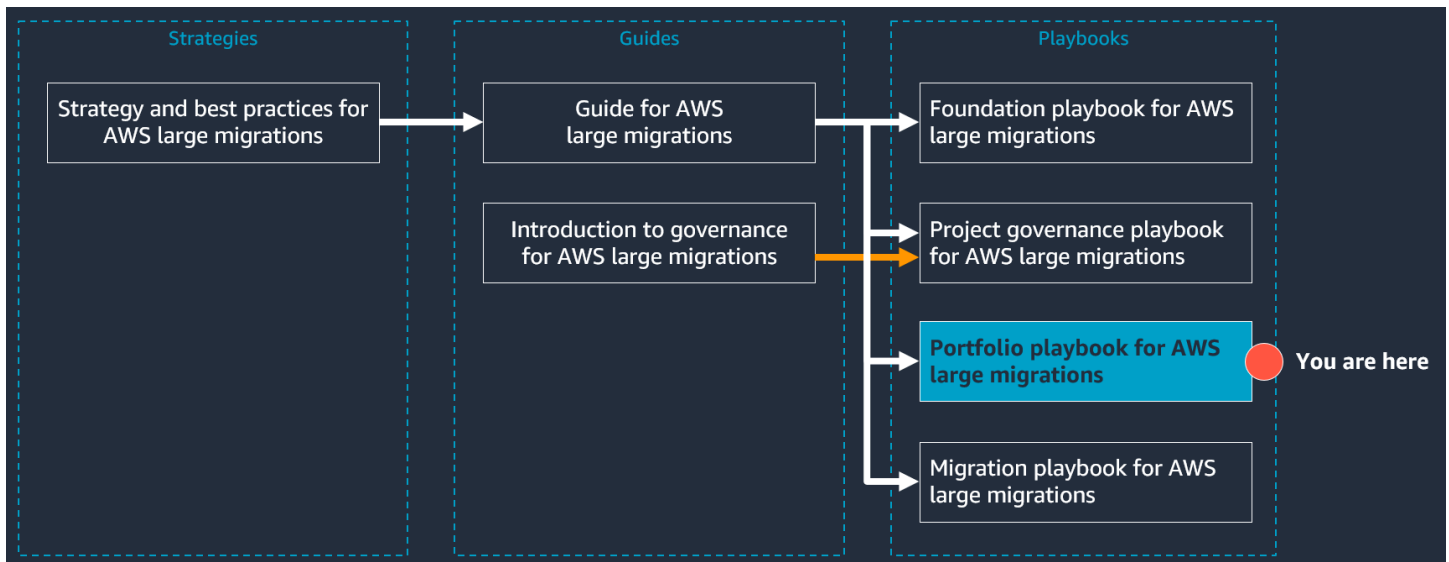 Strategies
Strategy and best practices for
AWS large migrations
Guides
Guide for AWS
large migrations
Introduction to governance
for AWS large migrations
Playbooks
Foundation playbook for AWS
large migrations
Project governance playbook
for AWS large migrations
Portfolio playbook for AWS
large migrations
You are here
Migration playbook for AWS
large migrations